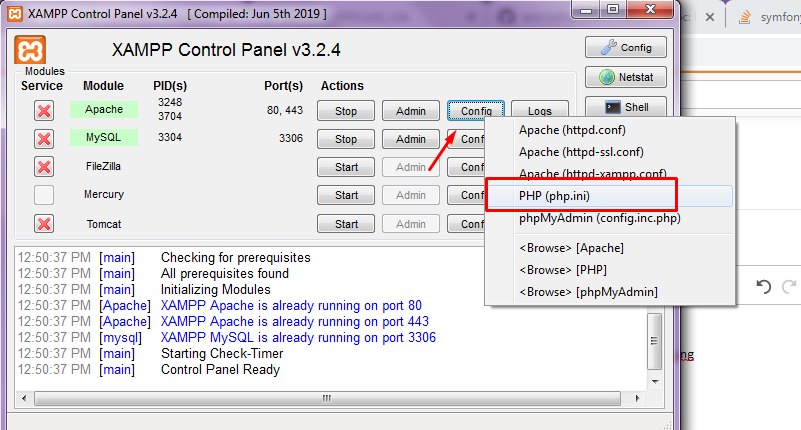 XAMPP Control Panel v3.2.4   [ Compiled: Jun 5th 2019 ]
symfony
XAMPP Control Panel v3.2.4
Config
Modules
Service Module PID(s) Port(s) Actions
Netstat
Apache 3248 3704 80, 443 Stop Admin Config Logs
Shell
MySQL 3304 3306 Stop Admin
FileZilla Start Admin
Mercury Start Admin
Tomcat Start Admin
Apache (httpd.conf)
Apache (httpd-ssl.conf)
Apache (httpd-xampp.conf)
PHP (php.ini)
phpMyAdmin (config.inc.php)
<Browse> [Apache]
<Browse> [PHP]
<Browse> [phpMyAdmin]
12:50:37 PM [main] Checking for prerequisites
12:50:37 PM [main] All prerequisites found
12:50:37 PM [main] Initializing Modules
12:50:37 PM [Apache] XAMPP Apache is already running on port 80
12:50:37 PM [Apache] XAMPP Apache is already running on port 443
12:50:37 PM [mysql] XAMPP MySQL is already running on port 3306
12:50:37 PM [main] Starting Check-Timer
12:50:37 PM [main] Control Panel Ready